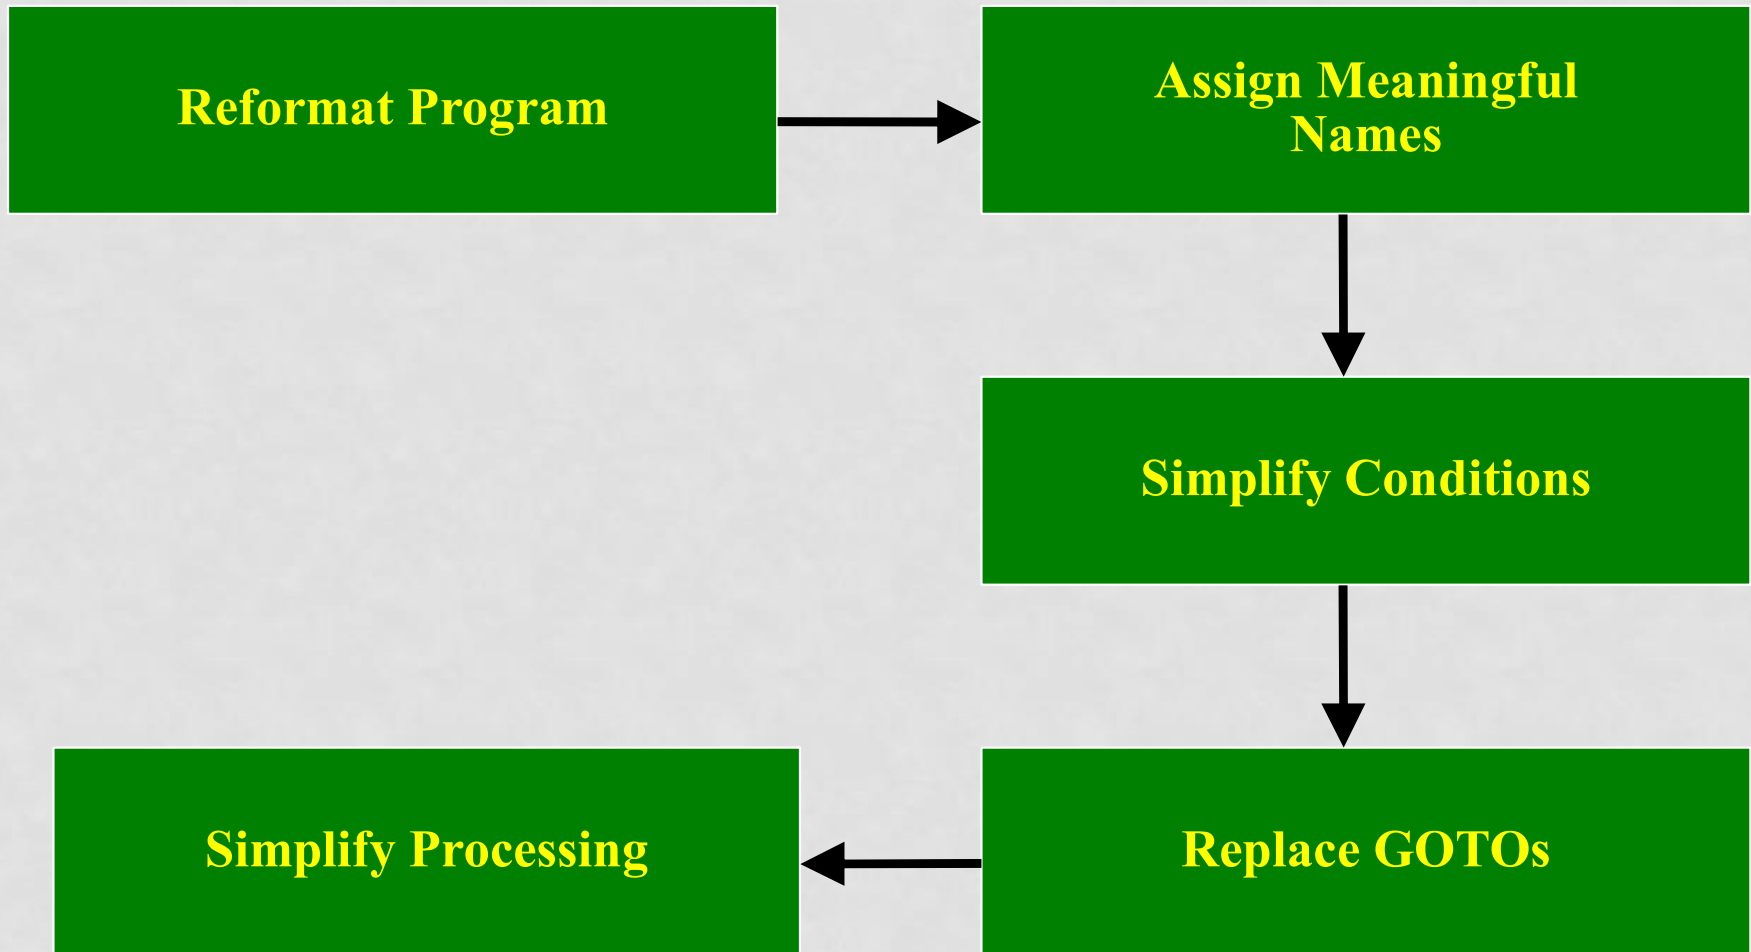 Reformat Program
Assign Meaningful
Names
Simplify Conditions
Replace GOTOs
Simplify Processing